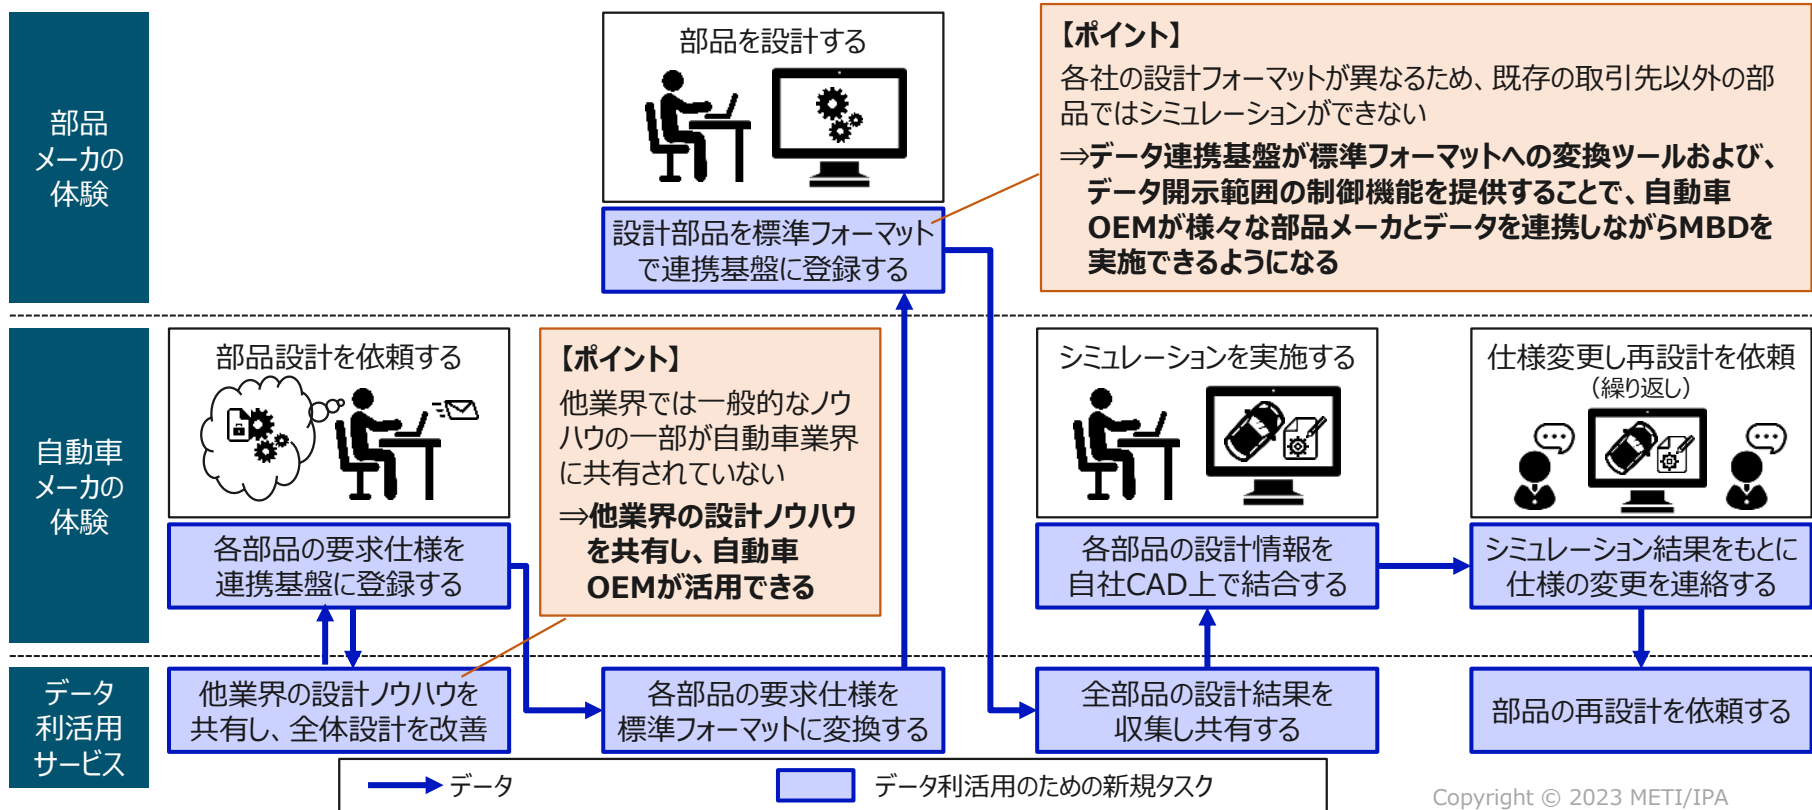 部品
メーカの
体験
部品を設計する
設計部品を標準フォーマット
で連携基盤に登録する
【ポイント】
各社の設計フォーマットが異なるため、既存の取引先以外の部
品ではシミュレーションができない
⇒データ連携基盤が標準フォーマットへの変換ツールおよび、
データ開示範囲の制御機能を提供することで、自動車
OEMが様々な部品メーカとデータを連携しながらMBDを
実施できるようになる
自動車
メーカの
体験
部品設計を依頼する
各部品の要求仕様を
連携基盤に登録する
【ポイント】
他業界では一般的なノウ
ハウの一部が自動車業界
に共有されていない
⇒他業界の設計ノウハウ
を共有し、自動車
OEMが活用できる
シミュレーションを実施する
各部品の設計情報を
自社CAD上で結合する
仕様変更し再設計を依頼
（繰り返し）
シミュレーション結果をもとに
仕様の変更を連絡する
データ
利活用
サービス
他業界の設計ノウハウを
共有し、全体設計を改善
各部品の要求仕様を
標準フォーマットに変換する
全部品の設計結果を
収集し共有する
部品の再設計を依頼する
データ
データ利活用のための新規タスク
Copyright © 2023 METI/IPA